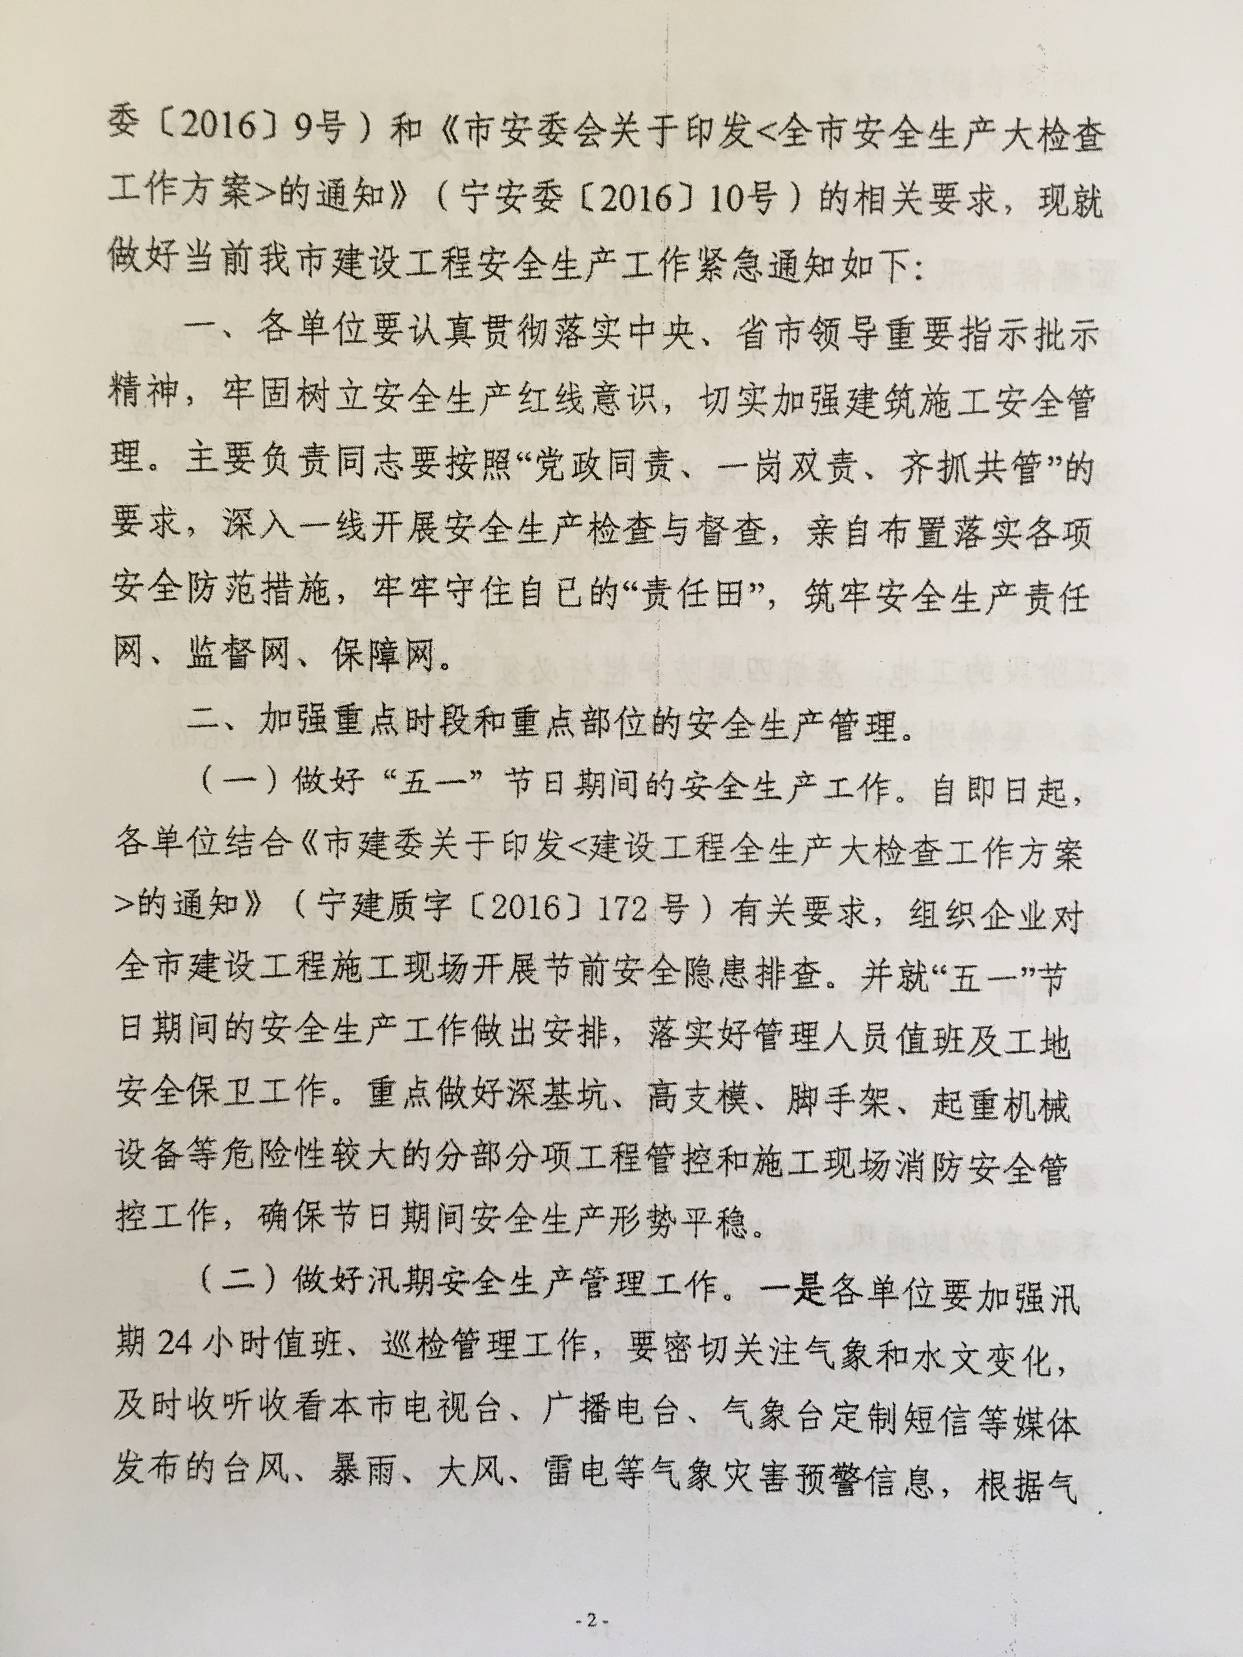 委〔2016〕9号）和《市安委会关于印发<全市安全生产大检查
工作方案>的通知》（宁安委〔2016〕10号）的相关要求，现就
做好当前我市建设工程安全生产工作紧急通知如下：
一、各单位要认真贯彻落实中央、省市领导重要指示批示
精神，牢固树立安全生产红线意识，切实加强建筑施工安全管
理。主要负责同志要按照“党政同责、一岗双责、齐抓共管”的
要求，深入一线开展安全生产检查与督查，亲自布置落实各项
安全防范措施，牢牢守住自己的“责任田”，筑牢安全生产责任
网、监督网、保障网。
二、加强重点时段和重点部位的安全生产管理。
（一）做好“五一”节日期间的安全生产工作。自即日起，
各单位结合《市建委关于印发<建设工程全生产大检查工作方案
>的通知》（宁建质字〔2016〕172号）有关要求，组织企业对
全市建设工程施工现场开展节前安全隐患排查。并就“五一”节
日期间的安全生产工作做出安排，落实好管理人员值班及工地
安全保卫工作。重点做好深基坑、高支模、脚手架、起重机械
设备等危险性较大的分部分项工程管控和施工现场消防安全管
控工作，确保节日期间安全生产形势平稳。
（二）做好汛期安全生产管理工作。一是各单位要加强汛
期24小时值班、巡检管理工作，要密切关注气象和水文变化，
及时收听收看本市电视台、广播电台、气象台定制短信等媒体
发布的台风、暴雨、大风、雷电等气象灾害预警信息，根据气
-2-